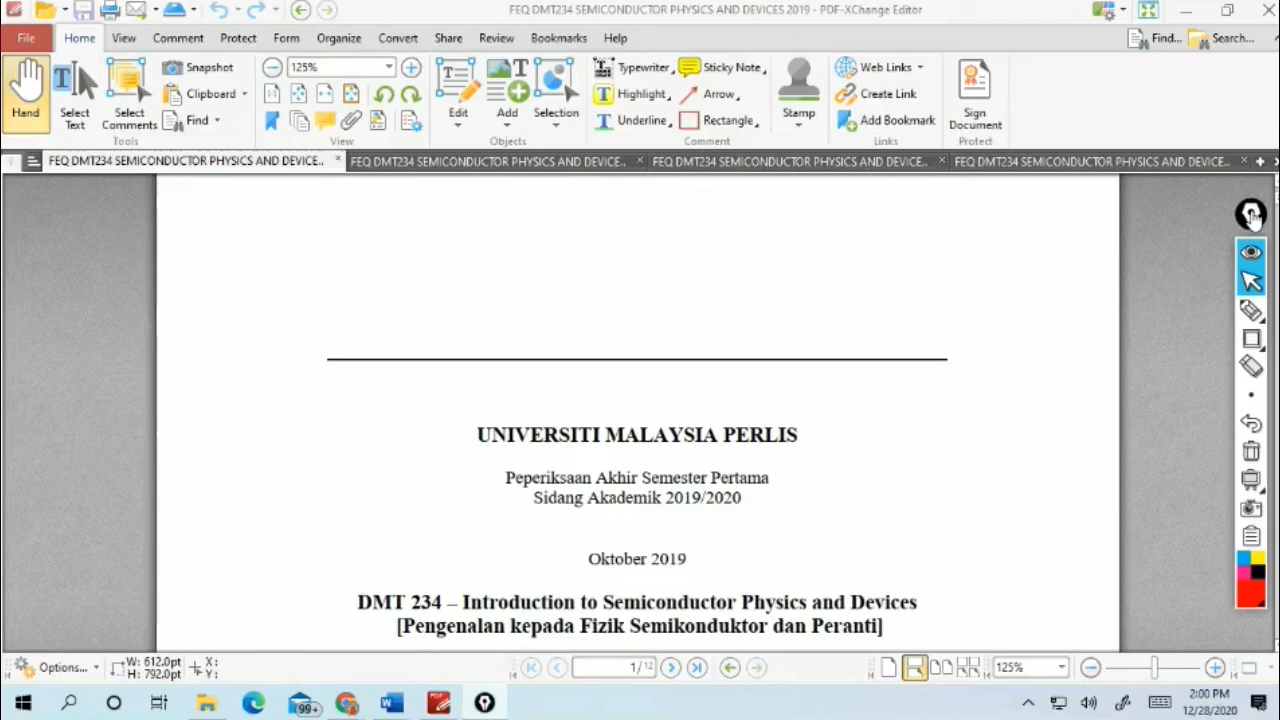 FEQ DMT234 SEMICONDUCTOR PHYSICS AND DEVICES 2019 - PDF-XChange Editor
File Home View Comment Protect Form Organize Convert Share Review Bookmarks Help Find... Search...
Hand
Select Text
Select Comments
Snapshot
Clipboard
Find
Tools
125%
View
Edit
Add
Selection
Objects
Typewriter
Highlight
Underline
Sticky Note
Arrow
Rectangle
Stamp
Comment
Web Links
Create Link
Add Bookmark
Links
Sign Document
Protect
FEQ DMT234 SEMICONDUCTOR PHYSICS AND DEVICE.. FEQ DMT234 SEMICONDUCTOR PHYSICS AND DEVICE.. FEQ DMT234 SEMICONDUCTOR PHYSICS AND DEVICE.. FEQ DMT234 SEMICONDUCTOR PHYSICS AND DEVICE..
UNIVERSITI MALAYSIA PERLIS
Peperiksaan Akhir Semester Pertama
Sidang Akademik 2019/2020
Oktober 2019
DMT 234 – Introduction to Semiconductor Physics and Devices
[Pengenalan kepada Fizik Semikonduktor dan Peranti]
Options...
W: 612.0pt
H: 792.0pt
X:
Y:
1/12
125%
99+
2:00 PM
12/28/2020